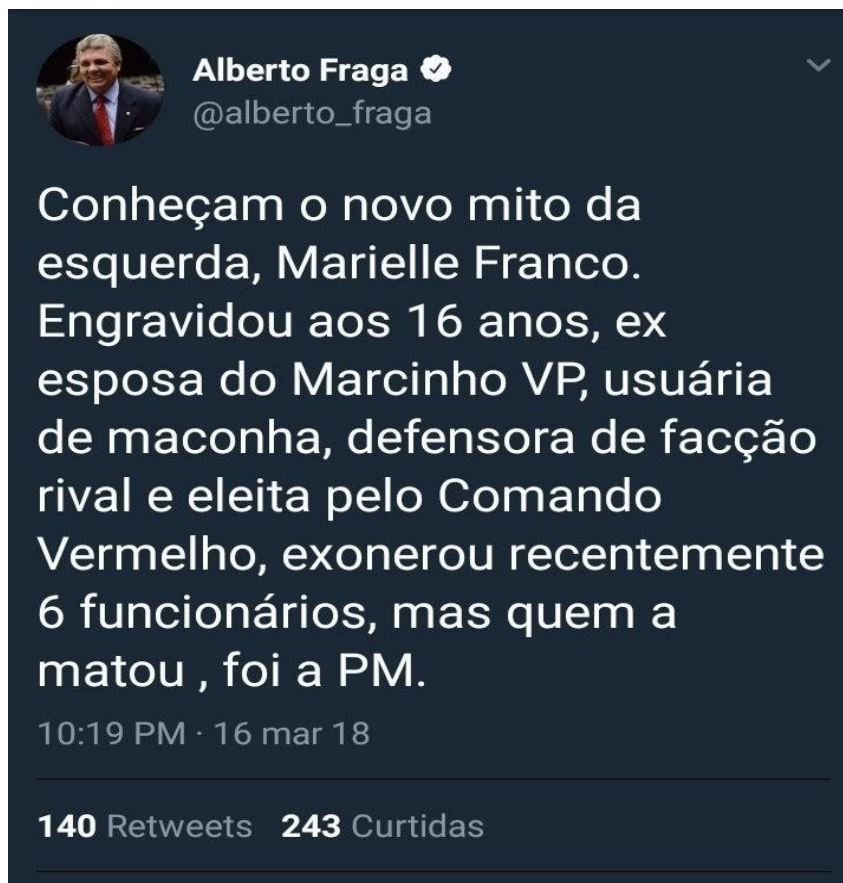 Alberto Fraga
@alberto_fraga
Conheçam o novo mito da
esquerda, Marielle Franco.
Engravidou aos 16 anos, ex
esposa do Marcinho VP, usuária
de maconha, defensora de facção
rival e eleita pelo Comando
Vermelho, exonerou recentemente
6 funcionários, mas quem a
matou , foi a PM.
10:19 PM · 16 mar 18
140 Retweets 243 Curtidas